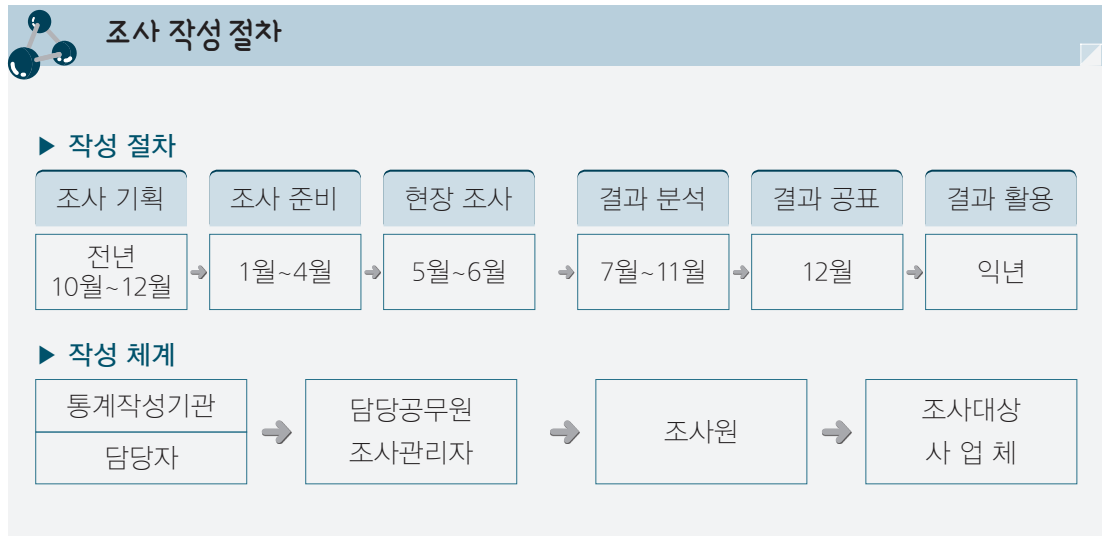 조사 작성 절차
▶ 작성 절차
조사 기획 조사 준비 현장 조사 결과 분석 결과 공표 결과 활용
전년
10월~12월 1월~4월 5월~6월 7월~11월 12월 익년
▶ 작성 체계
통계작성기관
담당자
담당공무원
조사관리자
조사원
조사대상
사 업 체